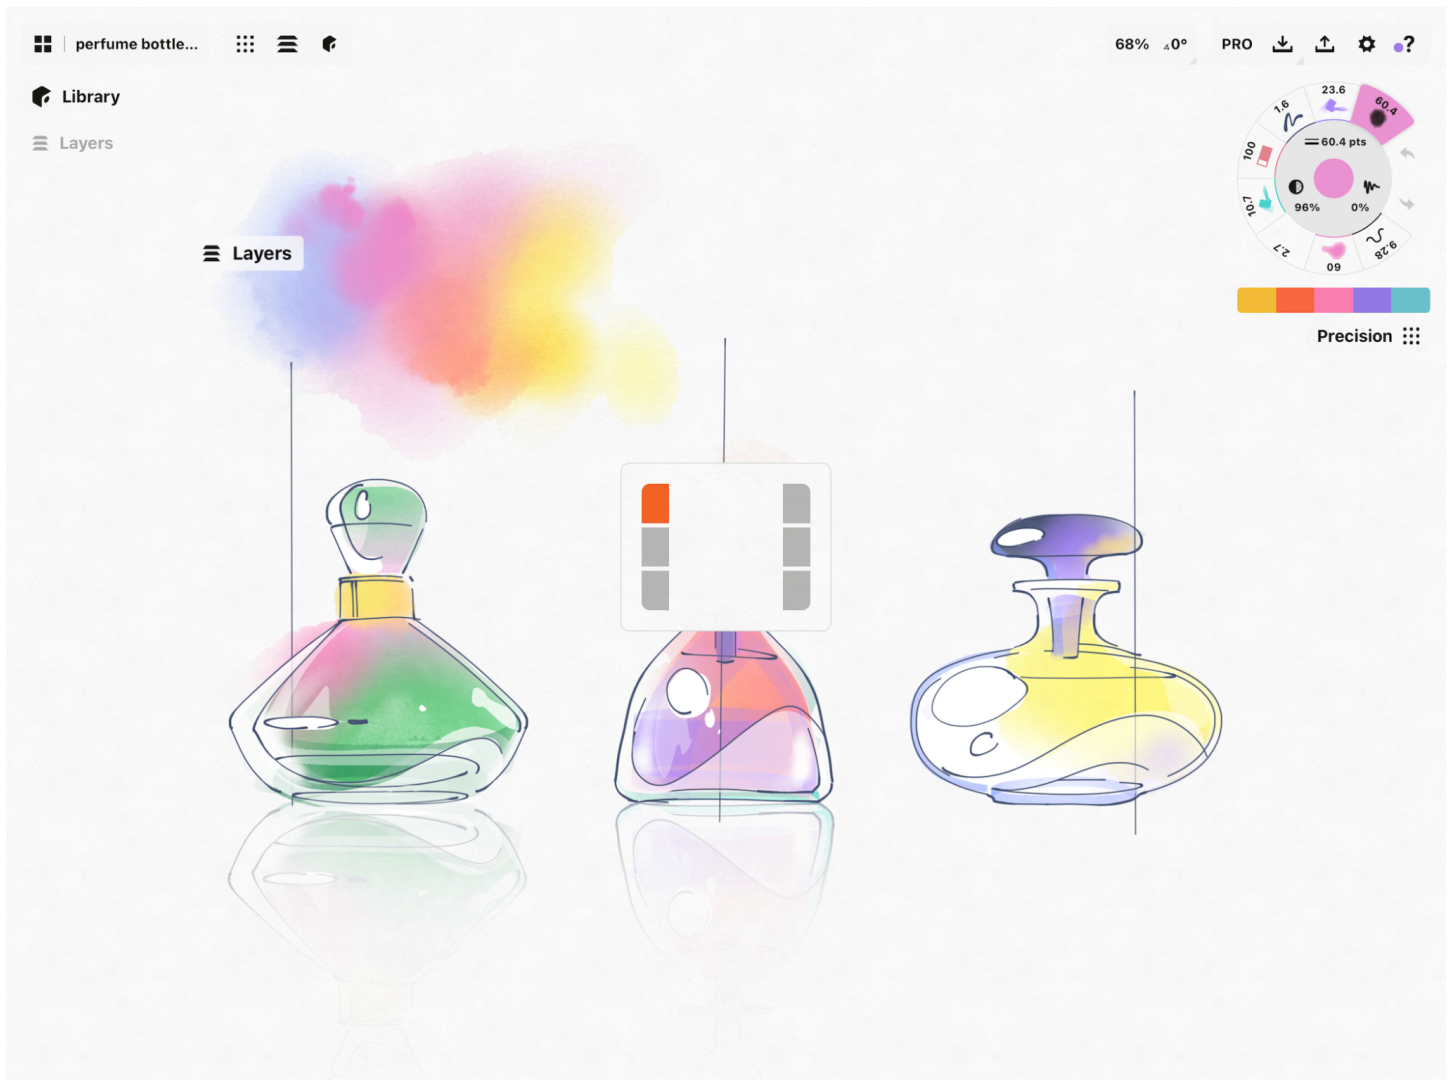 perfume bottle...
68% 0°
PRO
?
Library
Layers
Layers
1.6
23.6
60.4
100
60.4 pts
10.7
96%
0%
2.7
60
9.28
Precision